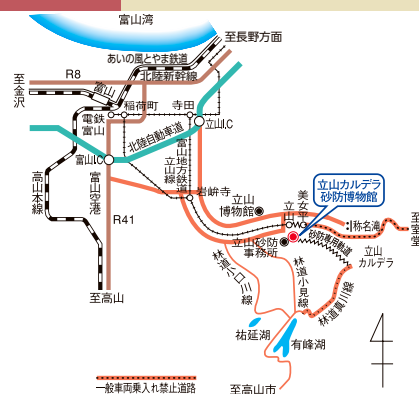 富山湾
至長野方面
あいの風とやま鉄道
北陸新幹線
R8
至金沢
富山
稲荷町
寺田
電鉄富山
立山I.C
北陸自動車道
富山I.C
富山地方鉄道
立山線
岩峅寺
高山本線
富山空港
R41
至高山
立山博物館
美女平
立山
立山カルデラ
砂防博物館
称名滝
至室堂
立山砂防
事務所
砂防専用軌道
立山
カルデラ
林道小口川線
林道小見線
林道真川線
祐延湖
有峰湖
至高山市
一般車両乗入れ禁止道路